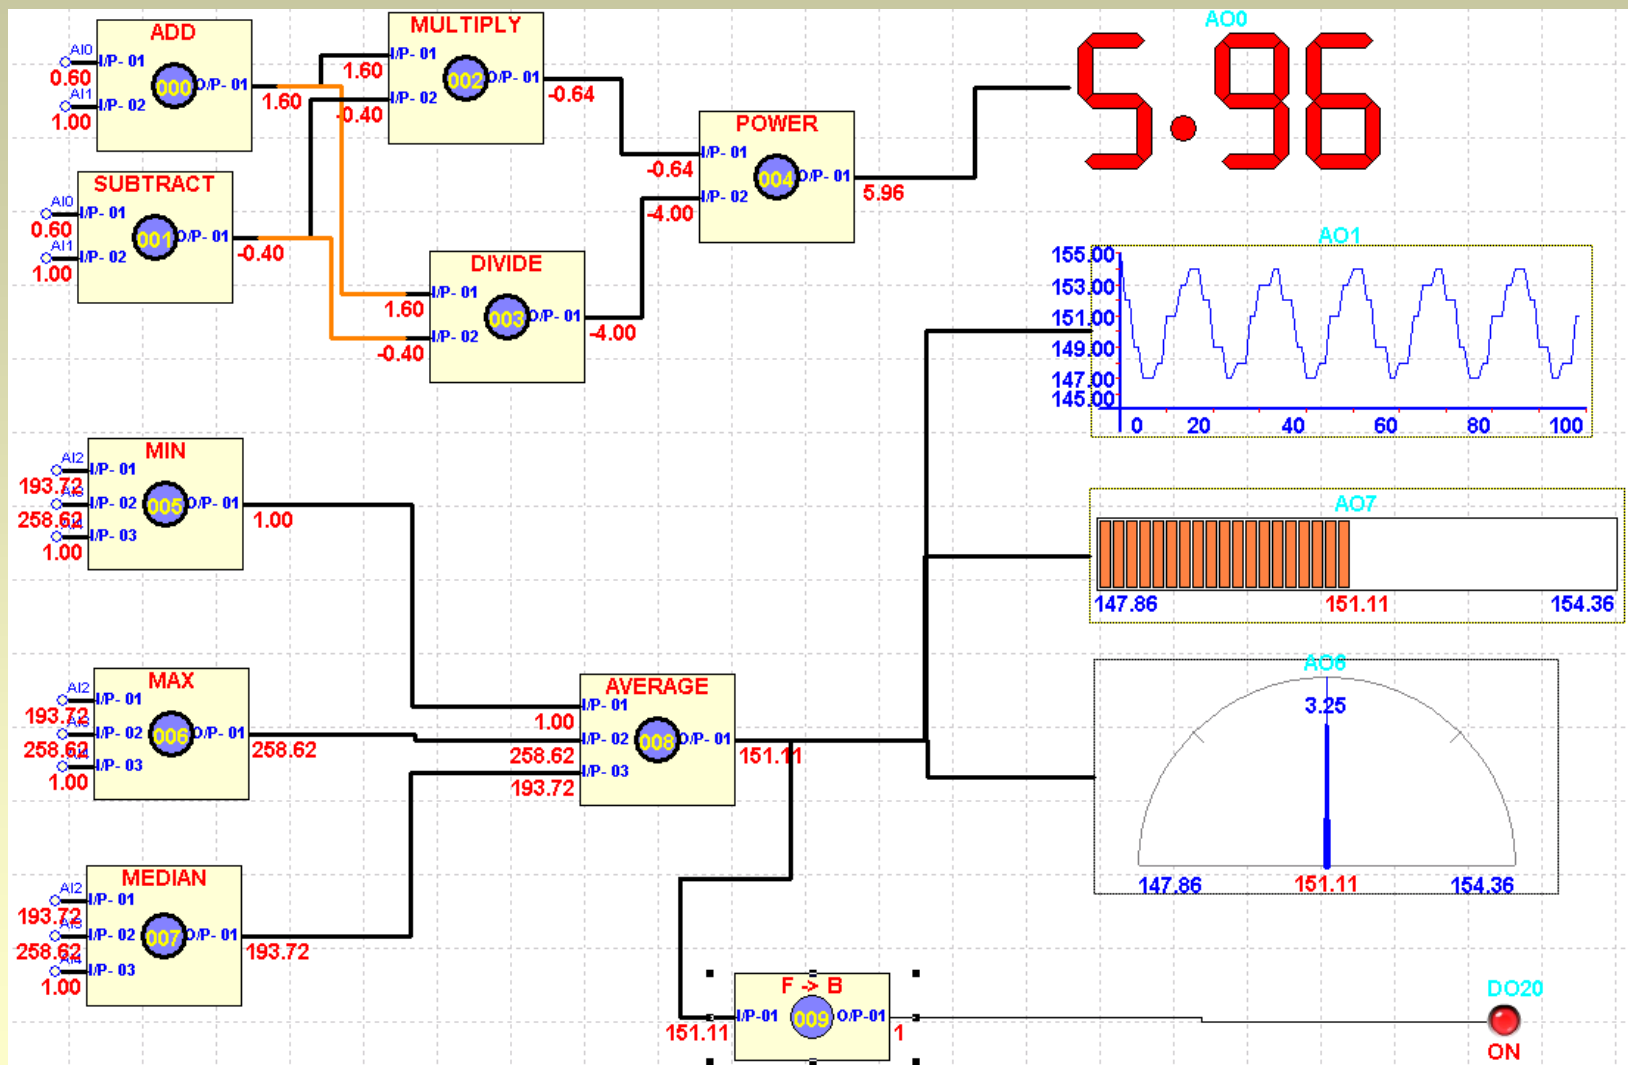 ADD
AI0
I/P- 01
0.60
000
O/P- 01
AI1
I/P- 02
1.00
1.60
MULTIPLY
I/P- 01
1.60
002
O/P- 01
I/P- 02
-0.40
-0.64
SUBTRACT
AI0
I/P- 01
0.60
001
O/P- 01
AI1
I/P- 02
1.00
-0.40
DIVIDE
I/P- 01
1.60
003
O/P- 01
I/P- 02
-0.40
-4.00
POWER
I/P- 01
-0.64
004
O/P- 01
I/P- 02
-4.00
5.96
AO0
5.96
AO1
155.00
153.00
151.00
149.00
147.00
145.00
0 20 40 60 80 100
MIN
AI2
I/P- 01
193.72
I/P- 02
005
O/P- 01
258.62
I/P- 03
1.00
1.00
AO7
147.86 151.11 154.36
MAX
AI2
I/P- 01
193.72
I/P- 02
006
O/P- 01
258.62
258.62
I/P- 03
1.00
AVERAGE
I/P- 01
1.00
I/P- 02
008
O/P- 01
258.62
151.11
I/P- 03
193.72
AO6
3.25
147.86 151.11 154.36
MEDIAN
AI2
I/P- 01
193.72
I/P- 02
007
O/P- 01
258.62
193.72
I/P- 03
1.00
F -> B
I/P-01
009
O/P-01
151.11
1
DO20
ON